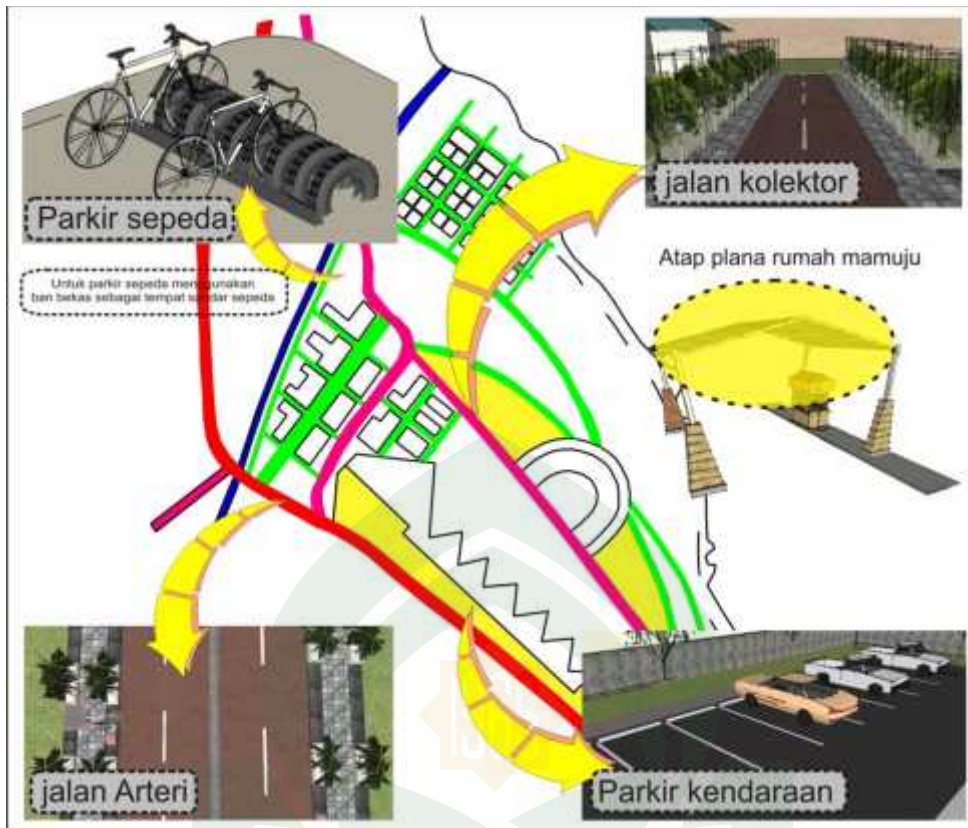 jalan kolektor
Parkir sepeda
Untuk parkir sepeda menggunakan
ban bekas sebagai tempat sandar sepeda
Atap plana rumah mamuju
jalan Arteri
Parkir kendaraan